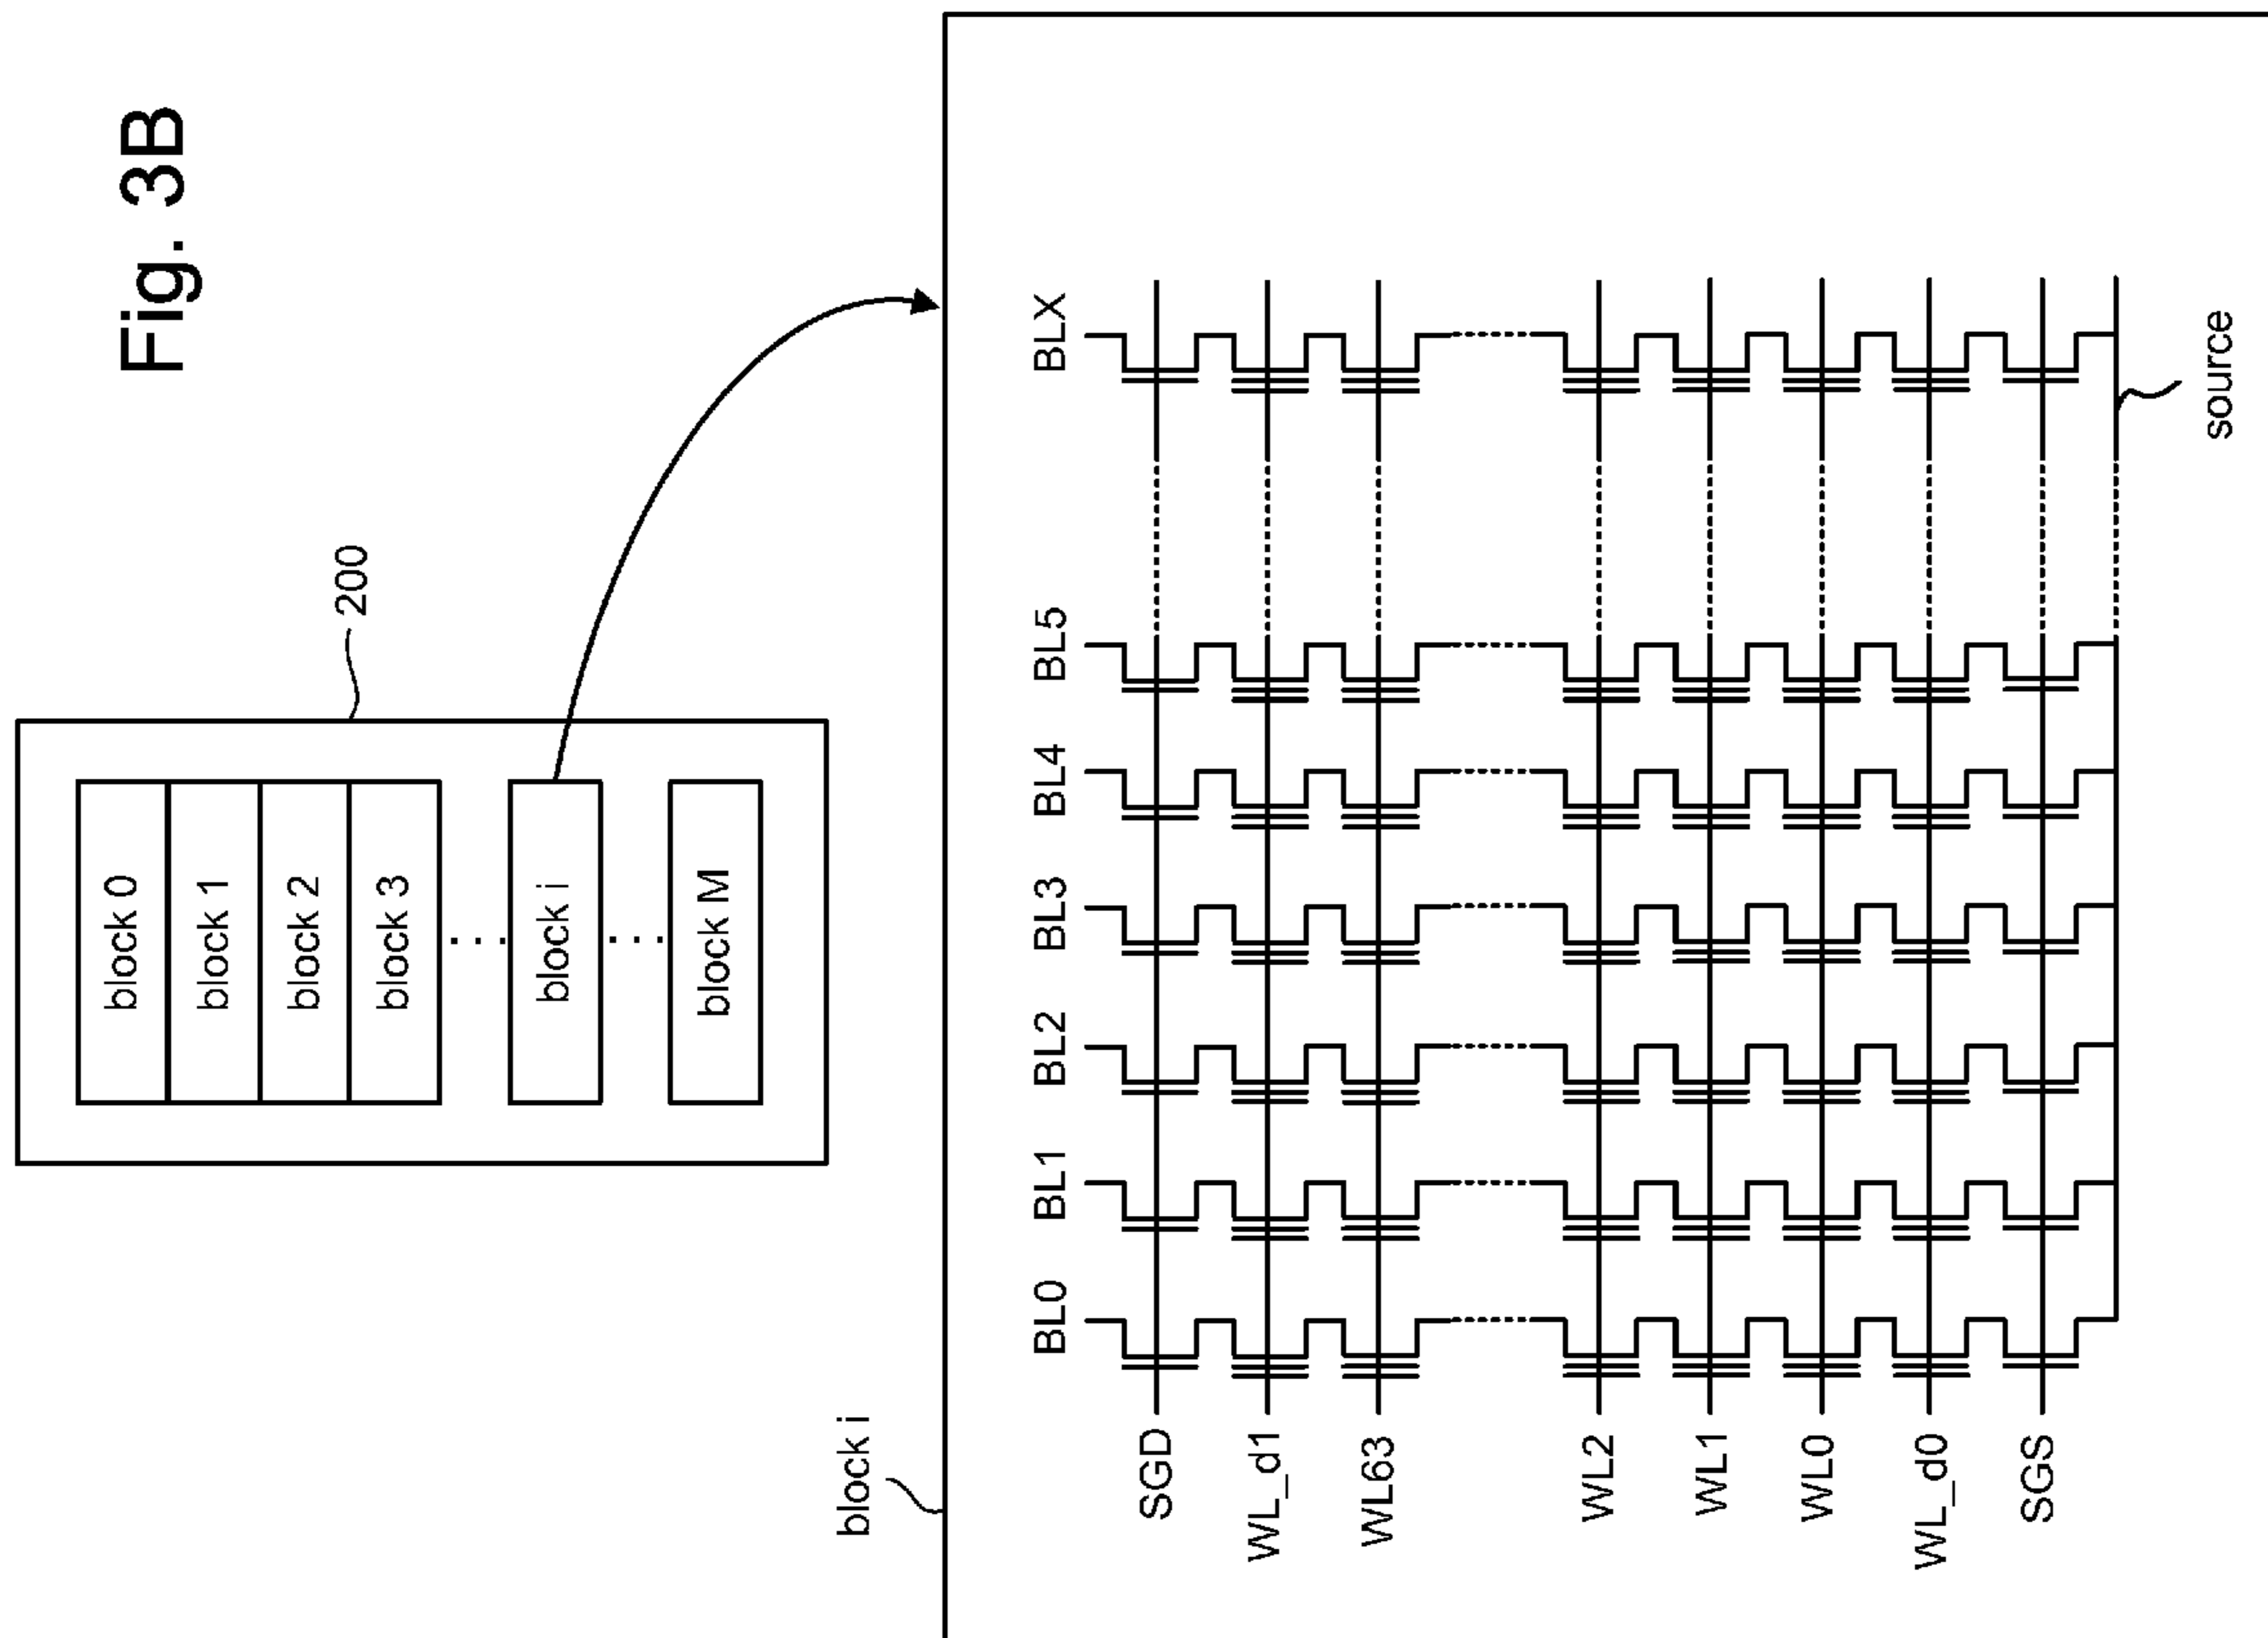 Fig. 3B
200
block 0
block 1
block 2
block 3
block i
block M
block i
BL0
BL1
BL2
BL3
BL4
BL5
BLX
SGD
WL_d1
WL63
WL2
WL1
WL0
WL_d0
SGS
source